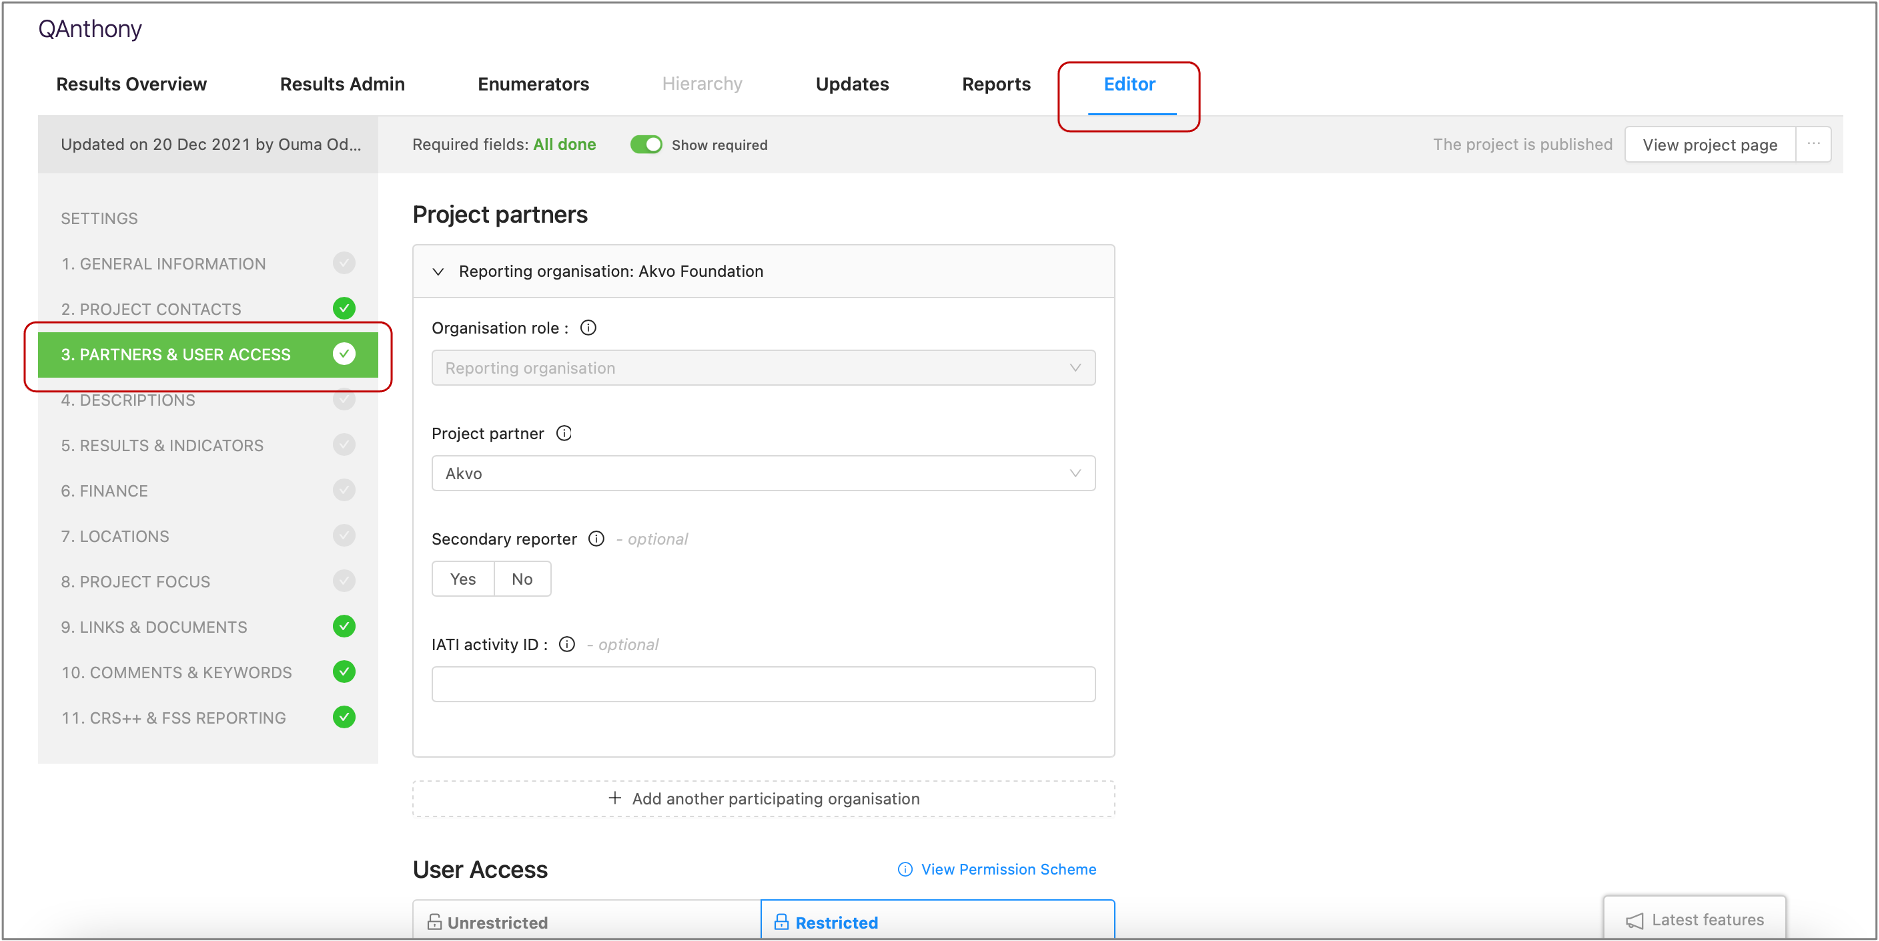 QAnthony
Results Overview
Results Admin
Enumerators
Hierarchy
Updates
Reports
Editor
Updated on 20 Dec 2021 by Ouma Od...
Required fields: All done
Show required
The project is published
View project page
...
SETTINGS
1. GENERAL INFORMATION
2. PROJECT CONTACTS
3. PARTNERS & USER ACCESS
4. DESCRIPTIONS
5. RESULTS & INDICATORS
6. FINANCE
7. LOCATIONS
8. PROJECT FOCUS
9. LINKS & DOCUMENTS
10. COMMENTS & KEYWORDS
11. CRS++ & FSS REPORTING
Project partners
Reporting organisation: Akvo Foundation
Organisation role :
Reporting organisation
Project partner
Akvo
Secondary reporter - optional
Yes
No
IATI activity ID : - optional
+ Add another participating organisation
User Access
View Permission Scheme
Unrestricted
Restricted
Latest features